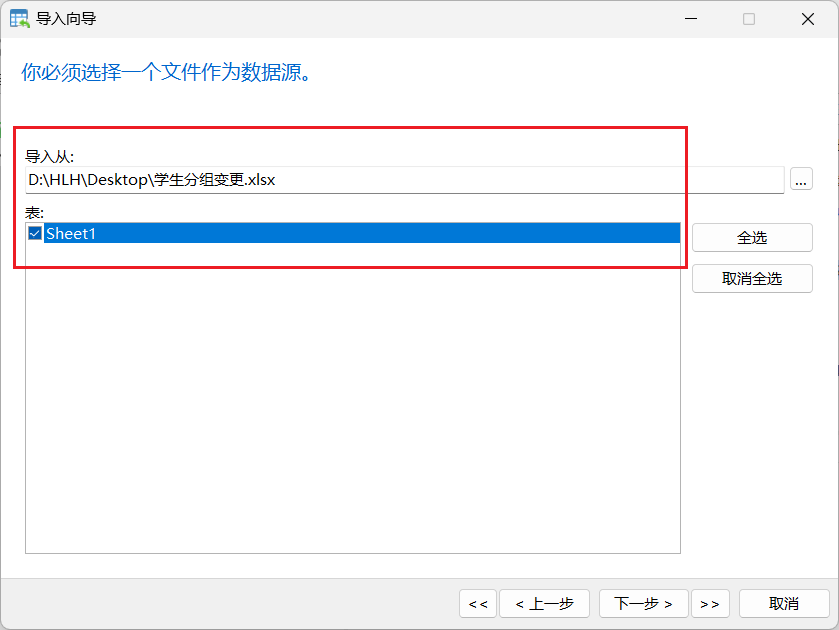 导入向导
你必须选择一个文件作为数据源。
导入从:
D:\HLH\Desktop\学生分组变更.xlsx
...
表:
Sheet1
全选
取消全选
<< < 上一步 下一步 > >> 取消